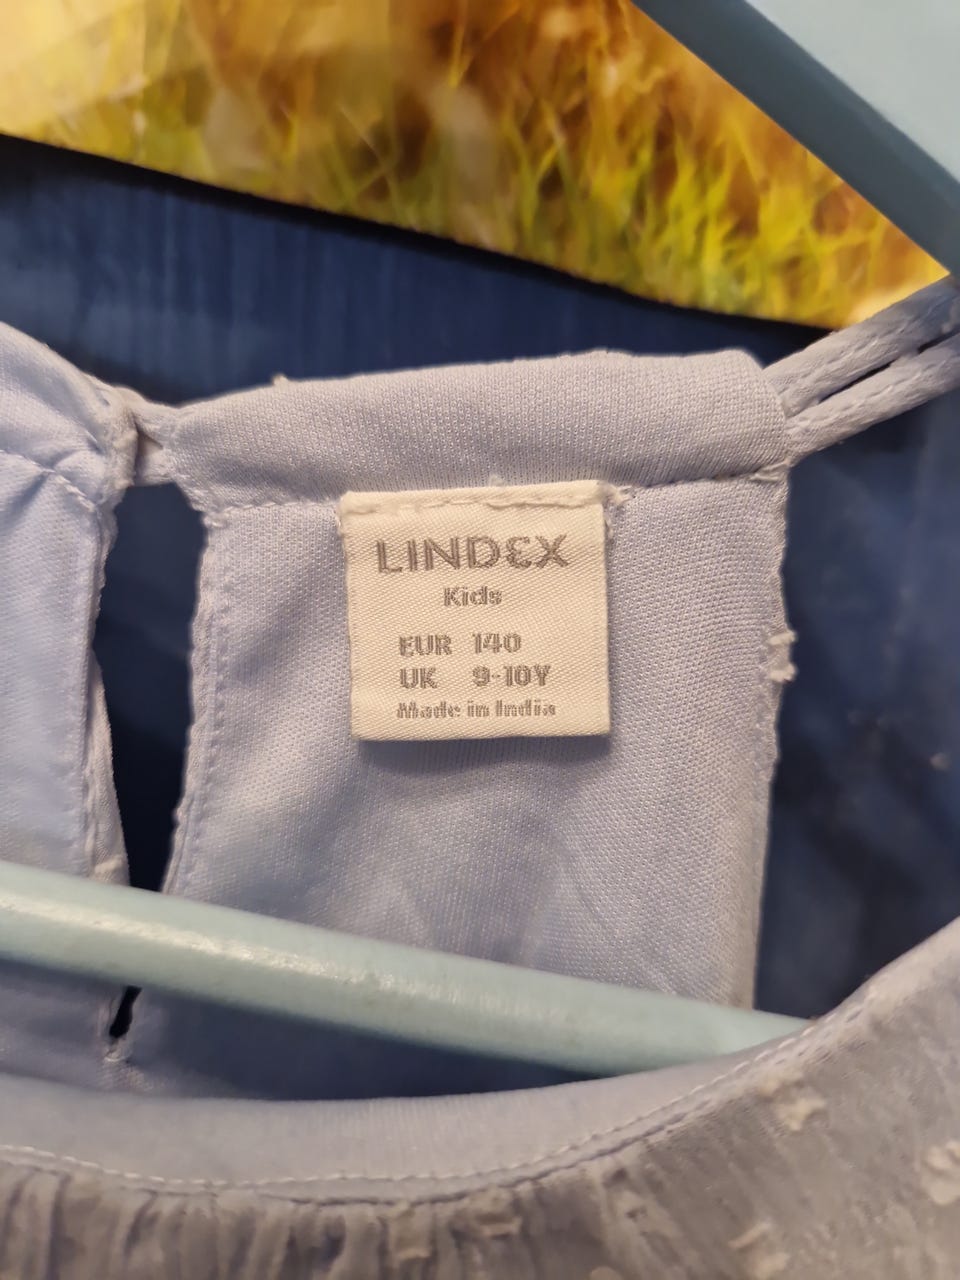 LINDEX
Kids
EUR 140
UK 9-10Y
Made in India